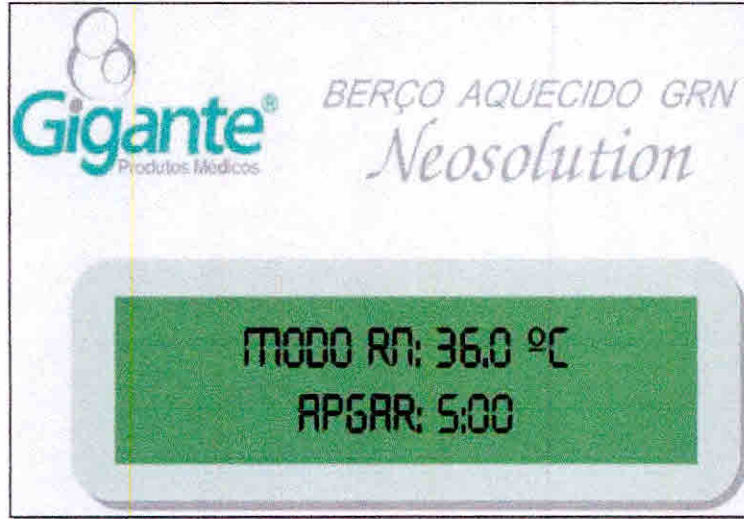 Gigante®
Produtos Médicos
BERÇO AQUECIDO GRN
Neosolution
MODO RN: 36.0 ºC
APGAR: 5:00